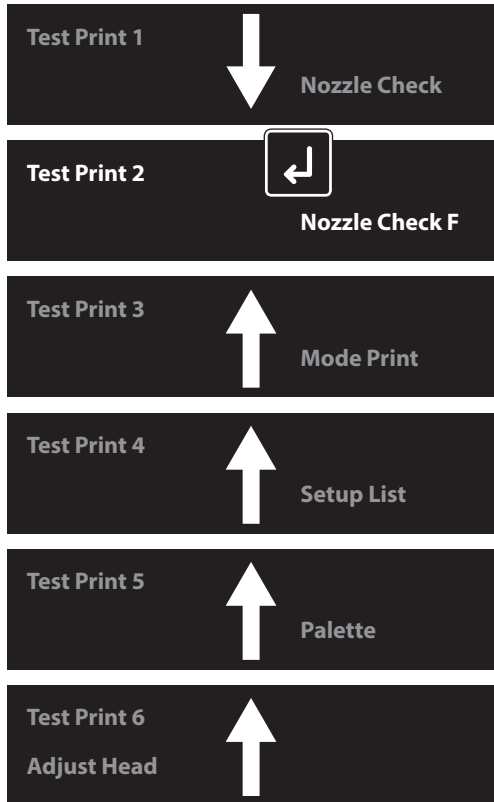 Test Print 1
Nozzle Check
Test Print 2
Nozzle Check F
Test Print 3
Mode Print
Test Print 4
Setup List
Test Print 5
Palette
Test Print 6
Adjust Head